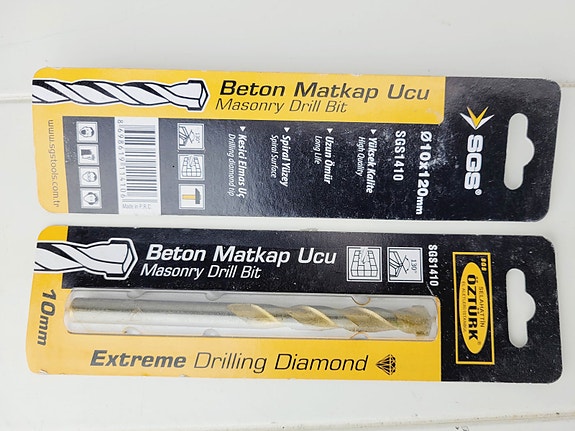 Beton Matkap Ucu
Masonry Drill Bit
www.sgstools.com.tr
Made in P.R.C.
130°
▸ Kesici Elmas Uç
Drilling diamond tip
▸ Spiral Yüzey
Spiral Surface
▸ Uzun Ömür
Long Life
▸ Yüksek Kalite
High Quality
SGS1410
Ø10x120mm
SGS®
Beton Matkap Ucu
Masonry Drill Bit
130°
SGS1410
10mm
Extreme Drilling Diamond
SGS
SELAHATTİN
ÖZTÜRK